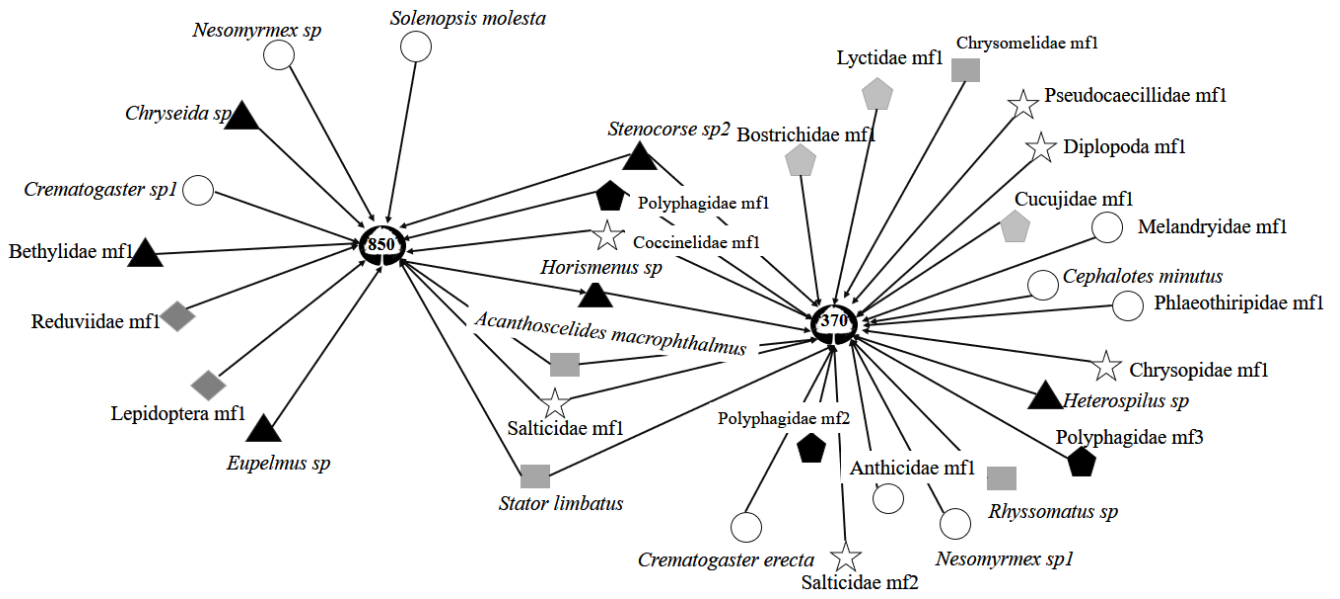 Solenopsis molesta
Nesomyrmex sp
Chrysomelidae mf1
Lyctidae mf1
Pseudocaecillidae mf1
Chryseida sp
Stenocorse sp2
Bostrichidae mf1
Diplopoda mf1
Crematogaster sp1
Polyphagidae mf1
Cucujidae mf1
Melandryidae mf1
Coccinelidae mf1
850
Bethylidae mf1
Horismenus sp
Cephalotes minutus
Phlaeothiripidae mf1
Reduviidae mf1
370
Acanthoscelides macrophthalmus
Chrysopidae mf1
Heterospilus sp
Lepidoptera mf1
Salticidae mf1
Polyphagidae mf2
Polyphagidae mf3
Eupelmus sp
Anthicidae mf1
Stator limbatus
Rhyssomatus sp
Crematogaster erecta
Nesomyrmex sp1
Salticidae mf2